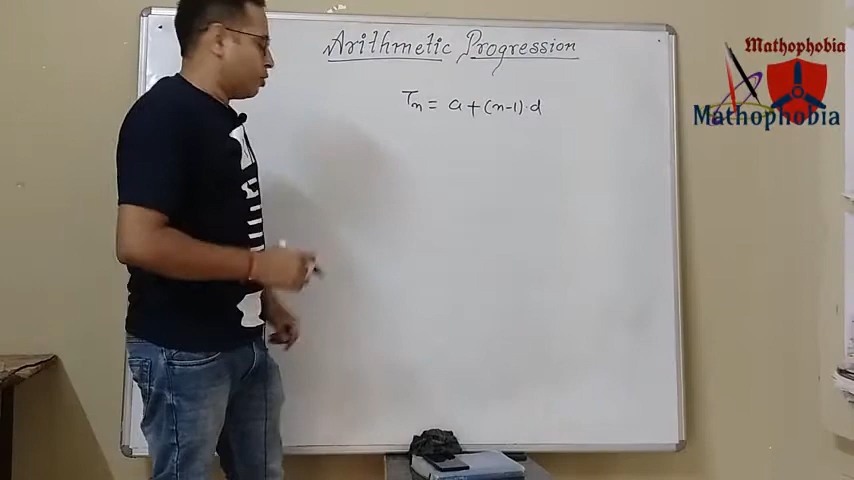 Arithmetic Progression
Tn = a + (n-1).d
Mathophobia
Mathophobia